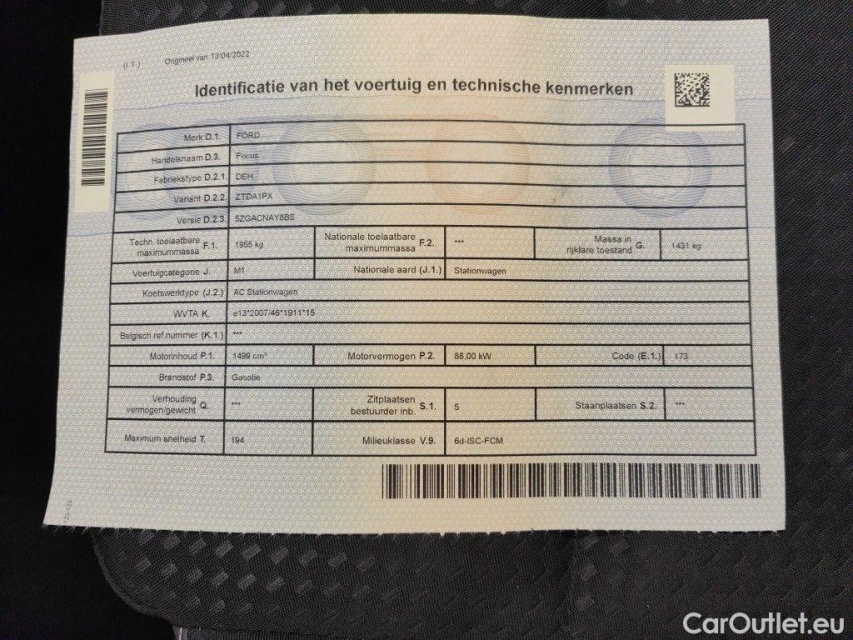 (I.1.) Origineel van 13/04/2022
Identificatie van het voertuig en technische kenmerken
Merk D.1. FORD
Handelsnaam D.3. Focus
Fabriekstype D.2.1. DEH
Variant D.2.2. ZTDA1PX
Versie D.2.3. 5ZGACNAY8BS
Techn. toelaatbare maximummassa F.1. 1955 kg Nationale toelaatbare maximummassa F.2. --- Massa in rijklare toestand G. 1431 kg
Voertuigcategorie J. M1 Nationale aard (J.1.) Stationwagen
Koetswerktype (J.2.) AC Stationwagen
WVTA K. e13*2007/46*1911*15
Belgisch ref.nummer (K.1.) ---
Motorinhoud P.1. 1499 cm³ Motorvermogen P.2. 88,00 kW Code (E.1.) 173
Brandstof P.3. Gasolie
Verhouding vermogen/gewicht Q. --- Zitplaatsen bestuurder inb. S.1. 5 Staanplaatsen S.2. ---
Maximum snelheid T. 194 Milieuklasse V.9. 6d-ISC-FCM
CarOutlet.eu